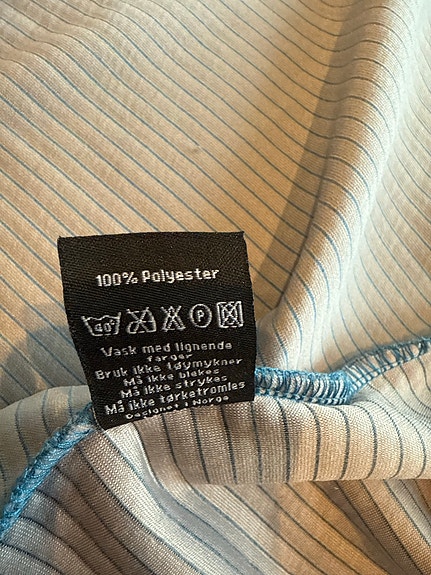 100% Polyester
40 P
Vask med lignende
farger
Bruk ikke tøymykner
Må ikke blekes
Må ikke strykes
Må ikke tørketromles
Designet i Norge